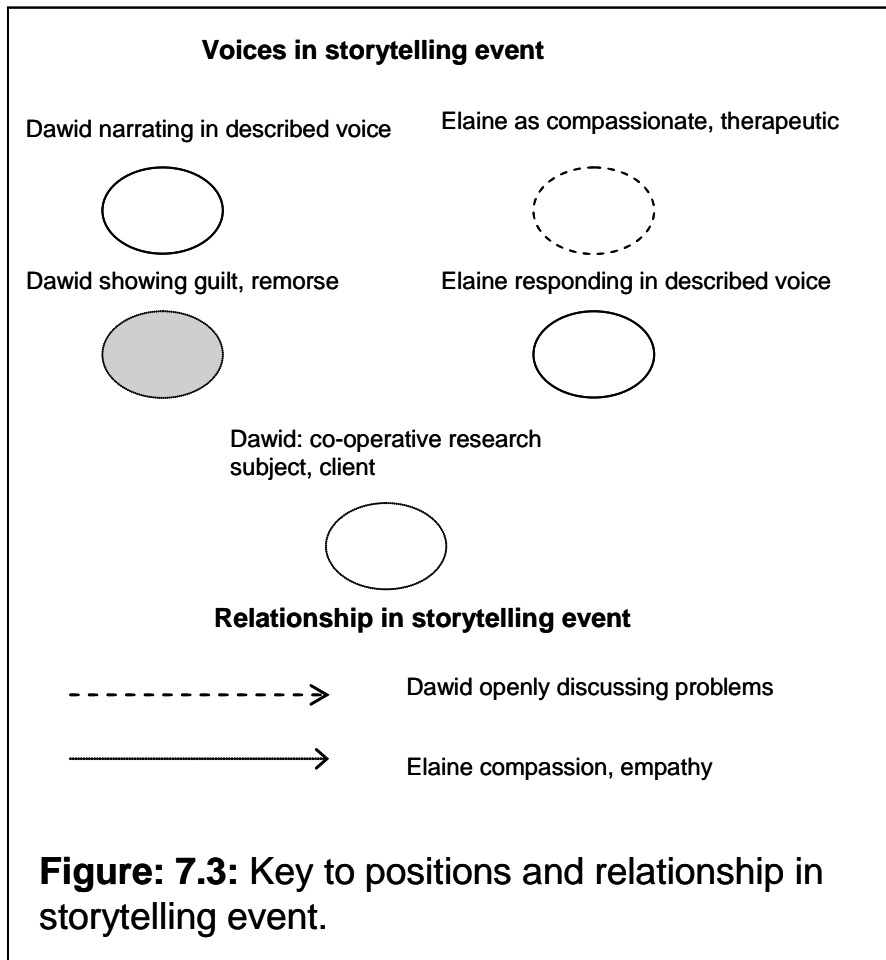 Voices in storytelling event
Dawid narrating in described voice
Elaine as compassionate, therapeutic
Dawid showing guilt, remorse
Elaine responding in described voice
Dawid: co-operative research
subject, client
Relationship in storytelling event
Dawid openly discussing problems
Elaine compassion, empathy
Figure: 7.3: Key to positions and relationship in
storytelling event.